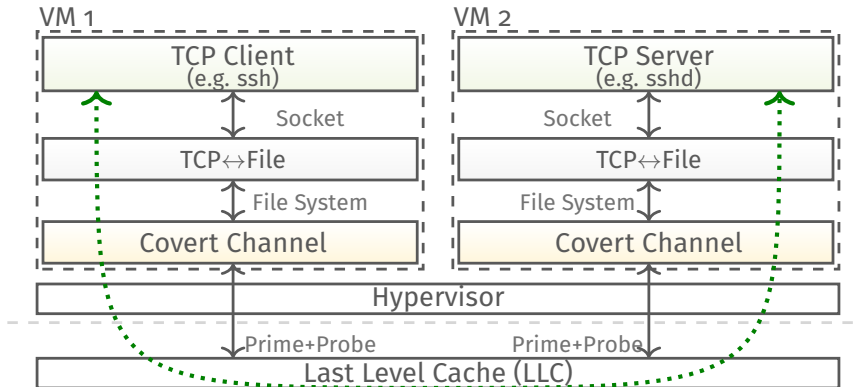 VM 1
VM 2
TCP Client
(e.g. ssh)
TCP Server
(e.g. sshd)
Socket
Socket
TCP↔File
TCP↔File
File System
File System
Covert Channel
Covert Channel
Hypervisor
Prime+Probe
Prime+Probe
Last Level Cache (LLC)